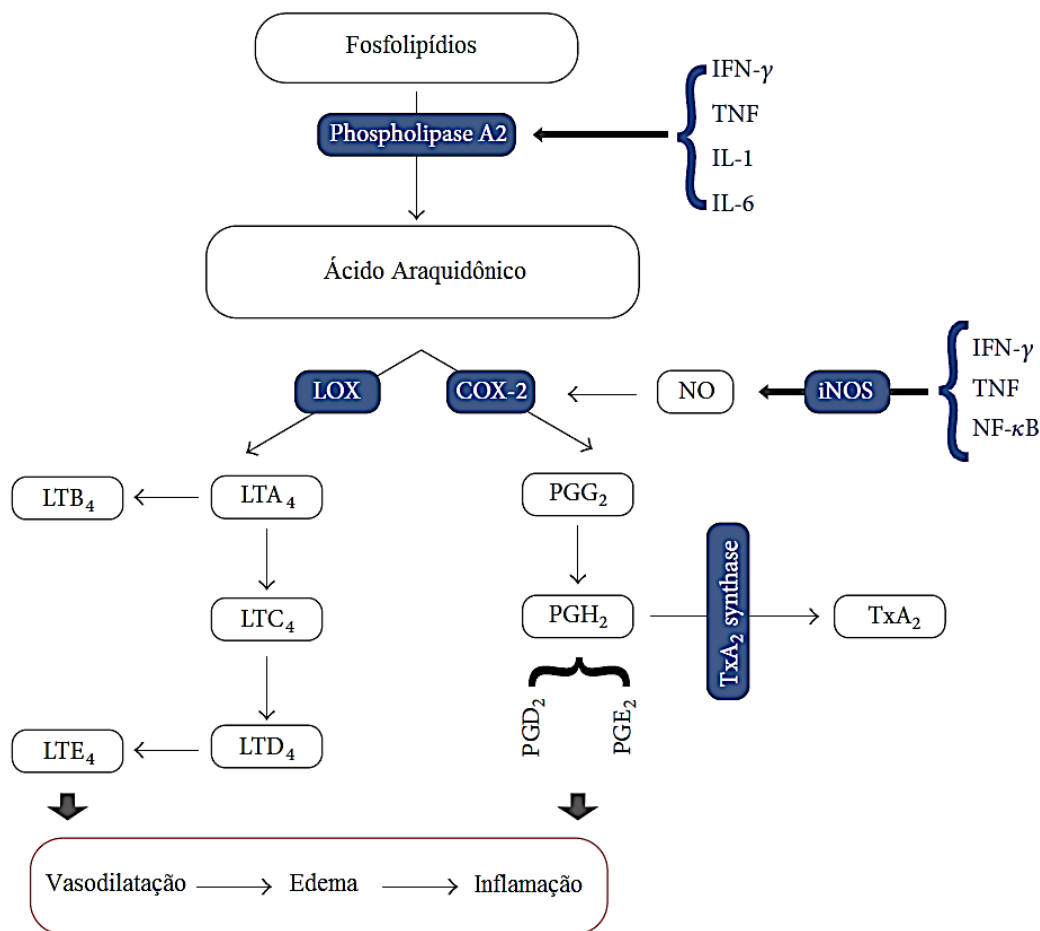 Fosfolipídios
Phospholipase A2
IFN-γ
TNF
IL-1
IL-6
Ácido Araquidônico
LOX
COX-2
NO
iNOS
IFN-γ
TNF
NF-κB
LTB₄
LTA₄
PGG₂
LTC₄
PGH₂
TxA₂ synthase
TxA₂
PGD₂
PGE₂
LTE₄
LTD₄
Vasodilatação
Edema
Inflamação